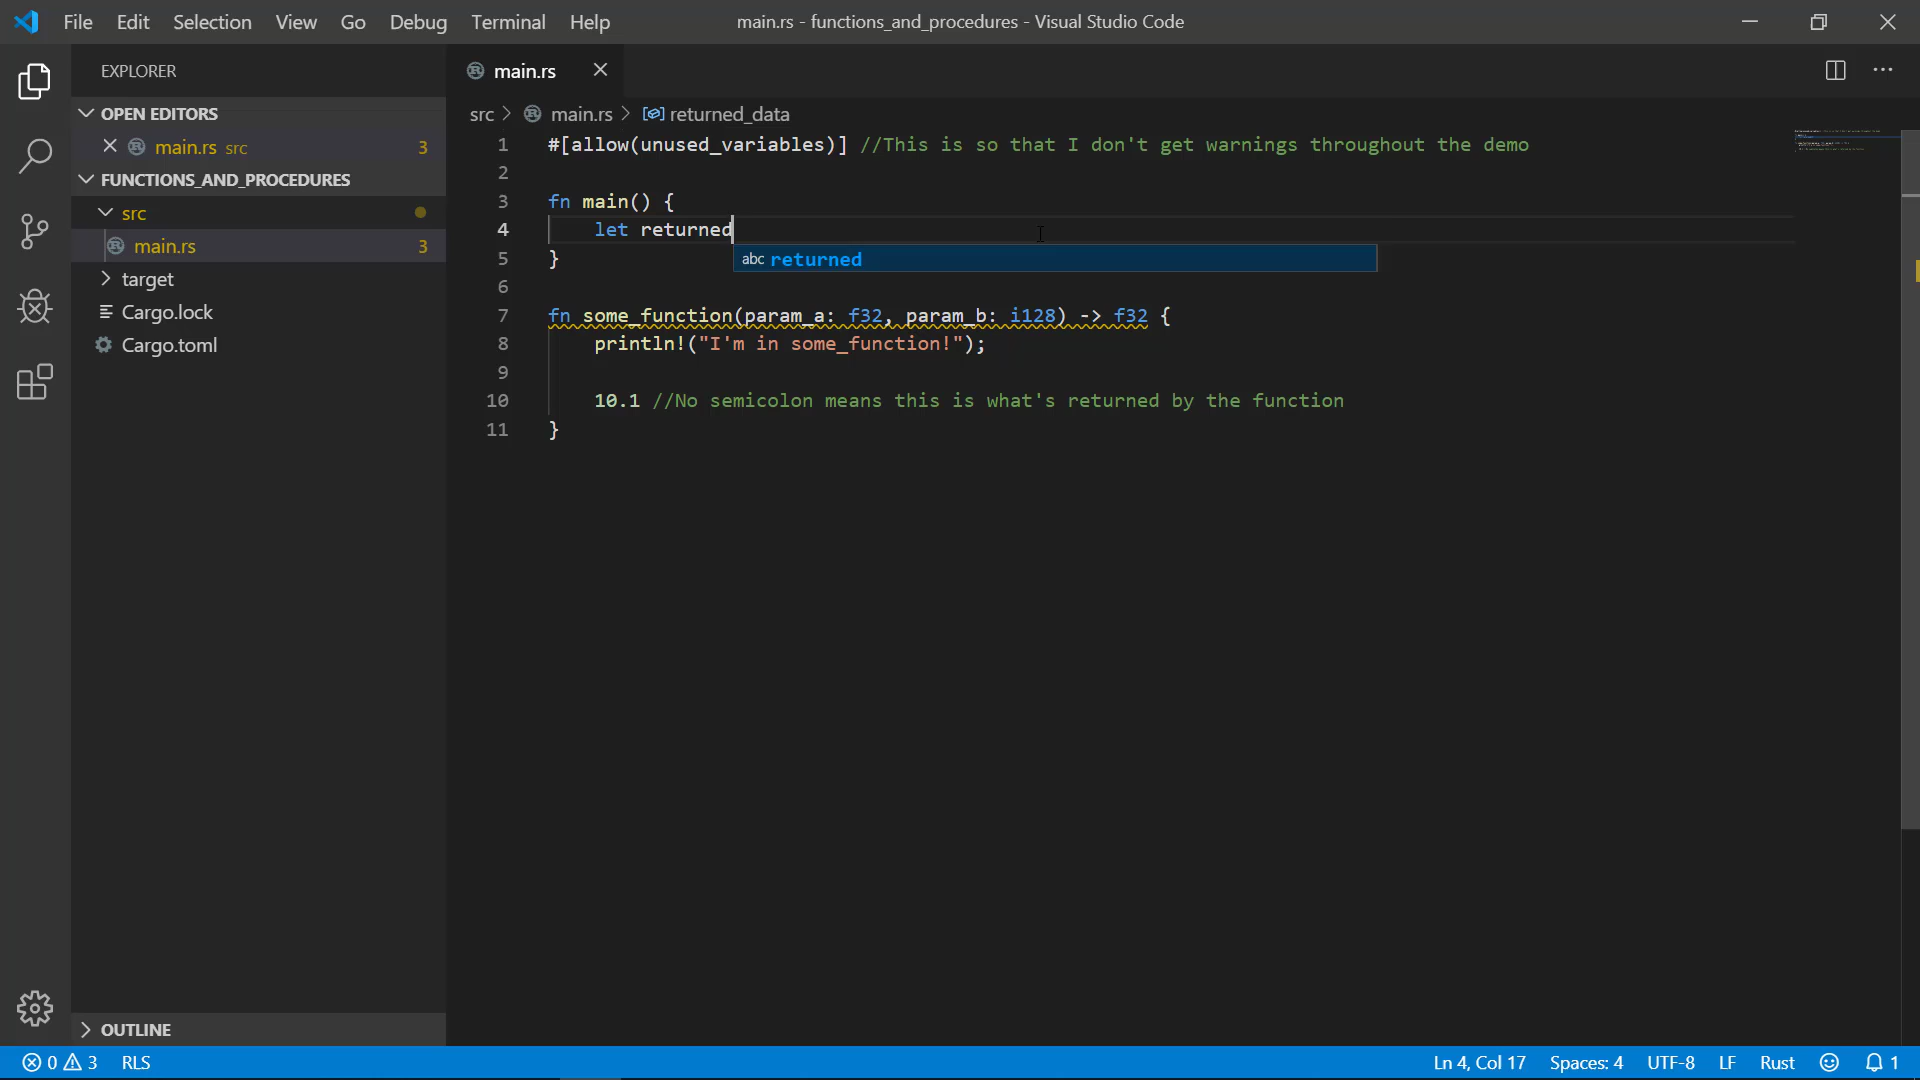 File Edit Selection View Go Debug Terminal Help
main.rs - functions_and_procedures - Visual Studio Code
EXPLORER
OPEN EDITORS
main.rs src 3
FUNCTIONS_AND_PROCEDURES
src
main.rs 3
target
Cargo.lock
Cargo.toml
OUTLINE
main.rs
src > main.rs > returned_data
1 #[allow(unused_variables)] //This is so that I don't get warnings throughout the demo
2
3 fn main() {
4 let returned
abc returned
5 }
6
7 fn some_function(param_a: f32, param_b: i128) -> f32 {
8 println!("I'm in some_function!");
9
10 10.1 //No semicolon means this is what's returned by the function
11 }
0 3 RLS
Ln 4, Col 17 Spaces: 4 UTF-8 LF Rust 1